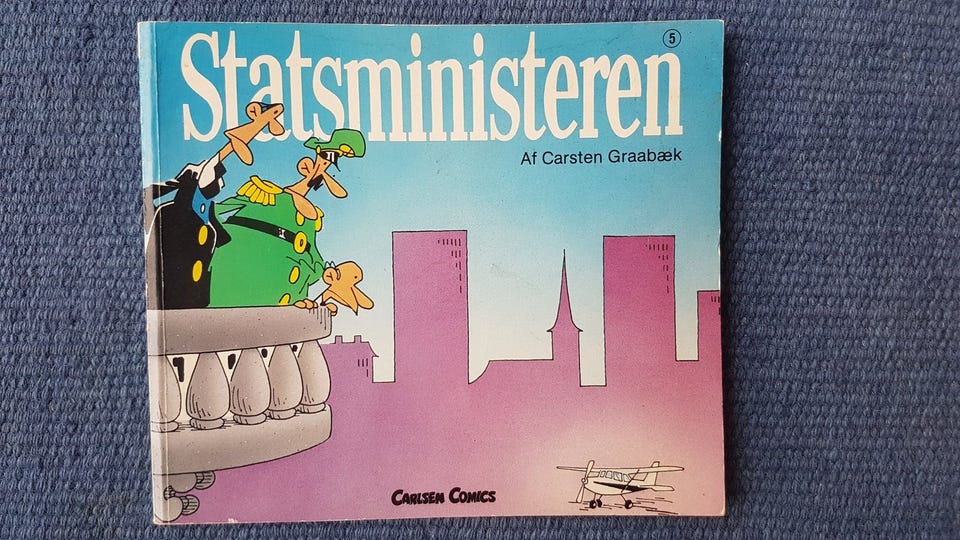 Statsministeren
5
Af Carsten Graabæk
CARLSEN COMICS